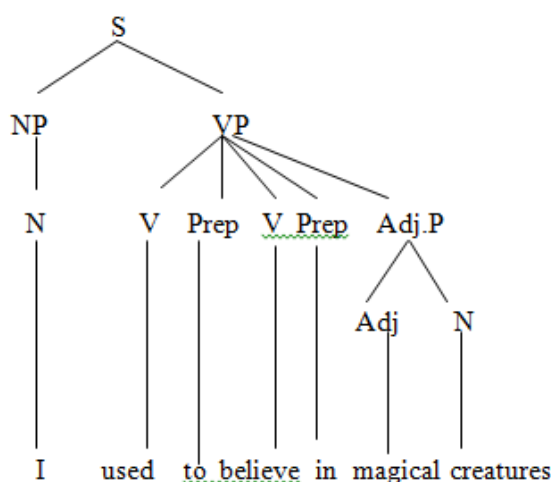 S
NP VP
N V Prep V Prep Adj.P
Adj N
I used to believe in magical creatures